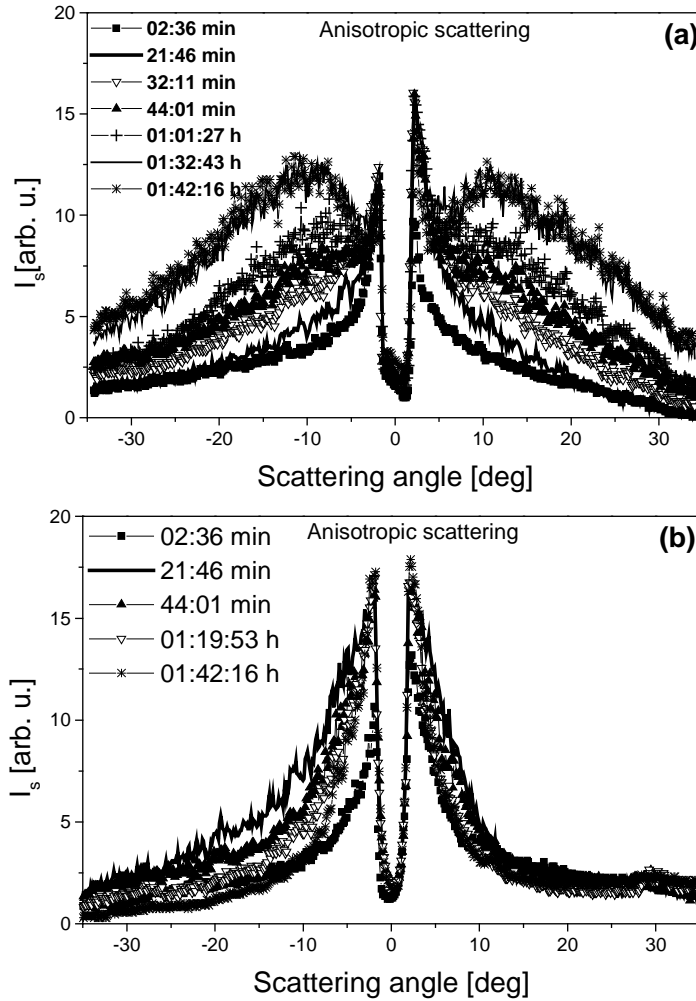 Anisotropic scattering
(a)
02:36 min
21:46 min
32:11 min
44:01 min
01:01:27 h
01:32:43 h
01:42:16 h
20
15
10
5
0
I_s[arb. u.]
-30 -20 -10 0 10 20 30
Scattering angle [deg]
Anisotropic scattering
(b)
02:36 min
21:46 min
44:01 min
01:19:53 h
01:42:16 h
20
15
10
5
0
I_s [arb. u.]
-30 -20 -10 0 10 20 30
Scattering angle [deg]